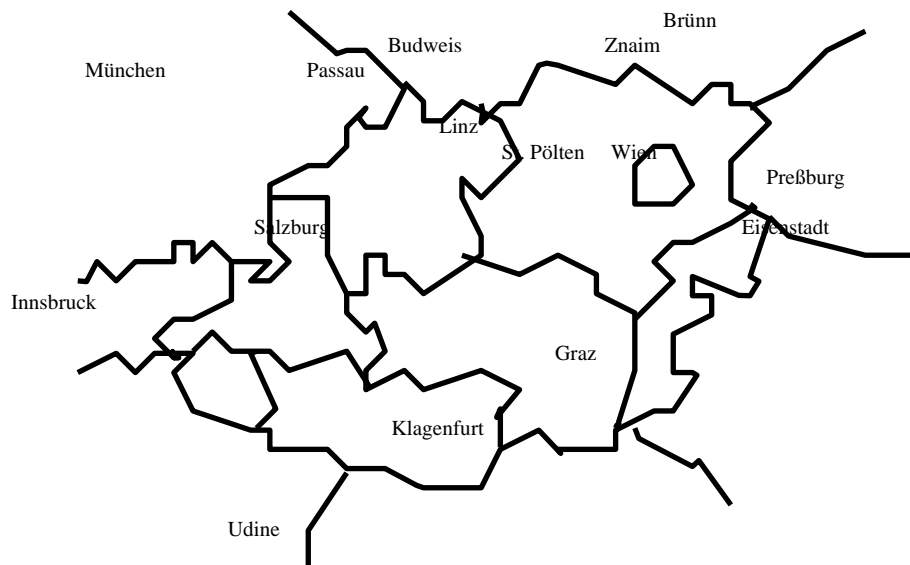 Brünn
Budweis
Znaim
München
Passau
Linz
St. Pölten
Wien
Preßburg
Salzburg
Eisenstadt
Innsbruck
Graz
Klagenfurt
Udine